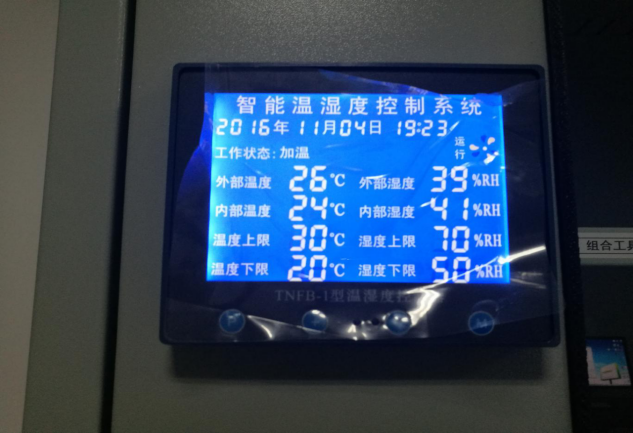 智能温湿度控制系统
2016年 11月04日 19:23
工作状态: 加温
运行
外部温度 26℃ 外部湿度 39%RH
内部温度 24℃ 内部湿度 41%RH
温度上限 30℃ 湿度上限 70%RH
温度下限 20℃ 湿度下限 50%RH
TNFB-1型温湿度
组合工具